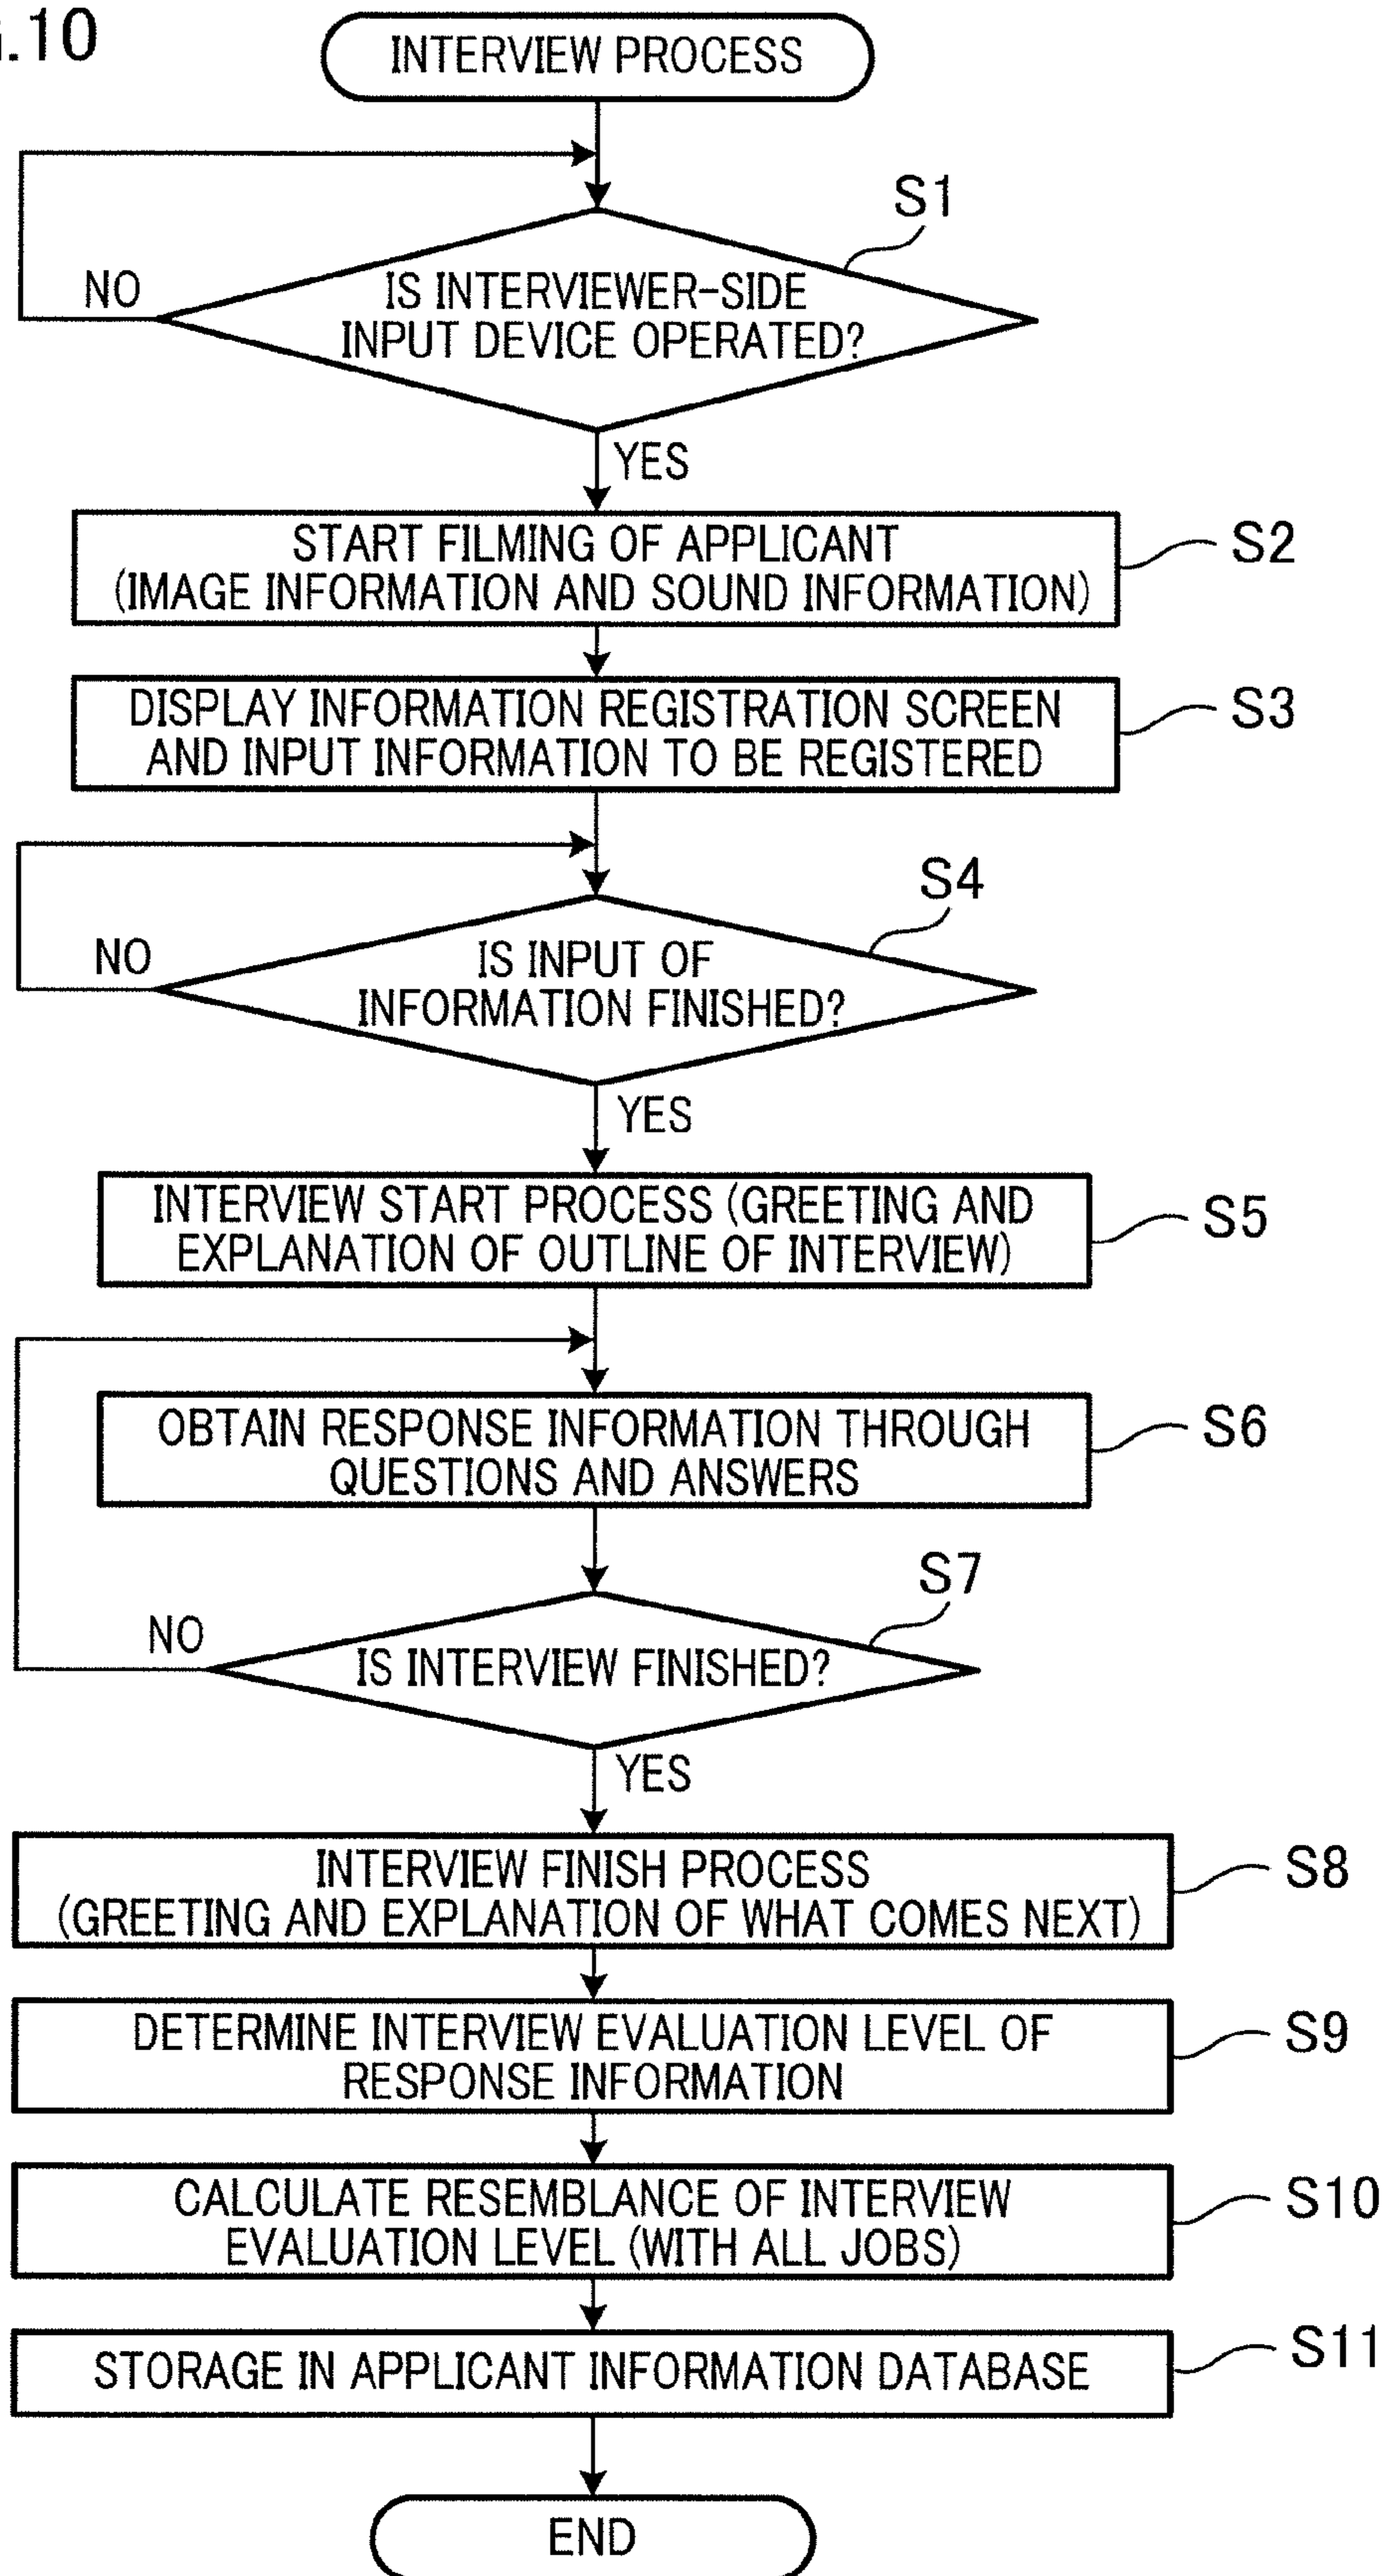 .10
INTERVIEW PROCESS
S1
NO
IS INTERVIEWER-SIDE
INPUT DEVICE OPERATED?
YES
START FILMING OF APPLICANT
(IMAGE INFORMATION AND SOUND INFORMATION)
S2
DISPLAY INFORMATION REGISTRATION SCREEN
AND INPUT INFORMATION TO BE REGISTERED
S3
S4
NO
IS INPUT OF
INFORMATION FINISHED?
YES
INTERVIEW START PROCESS (GREETING AND
EXPLANATION OF OUTLINE OF INTERVIEW)
S5
OBTAIN RESPONSE INFORMATION THROUGH
QUESTIONS AND ANSWERS
S6
S7
NO
IS INTERVIEW FINISHED?
YES
INTERVIEW FINISH PROCESS
(GREETING AND EXPLANATION OF WHAT COMES NEXT)
S8
DETERMINE INTERVIEW EVALUATION LEVEL OF
RESPONSE INFORMATION
S9
CALCULATE RESEMBLANCE OF INTERVIEW
EVALUATION LEVEL (WITH ALL JOBS)
S10
STORAGE IN APPLICANT INFORMATION DATABASE
S11
END